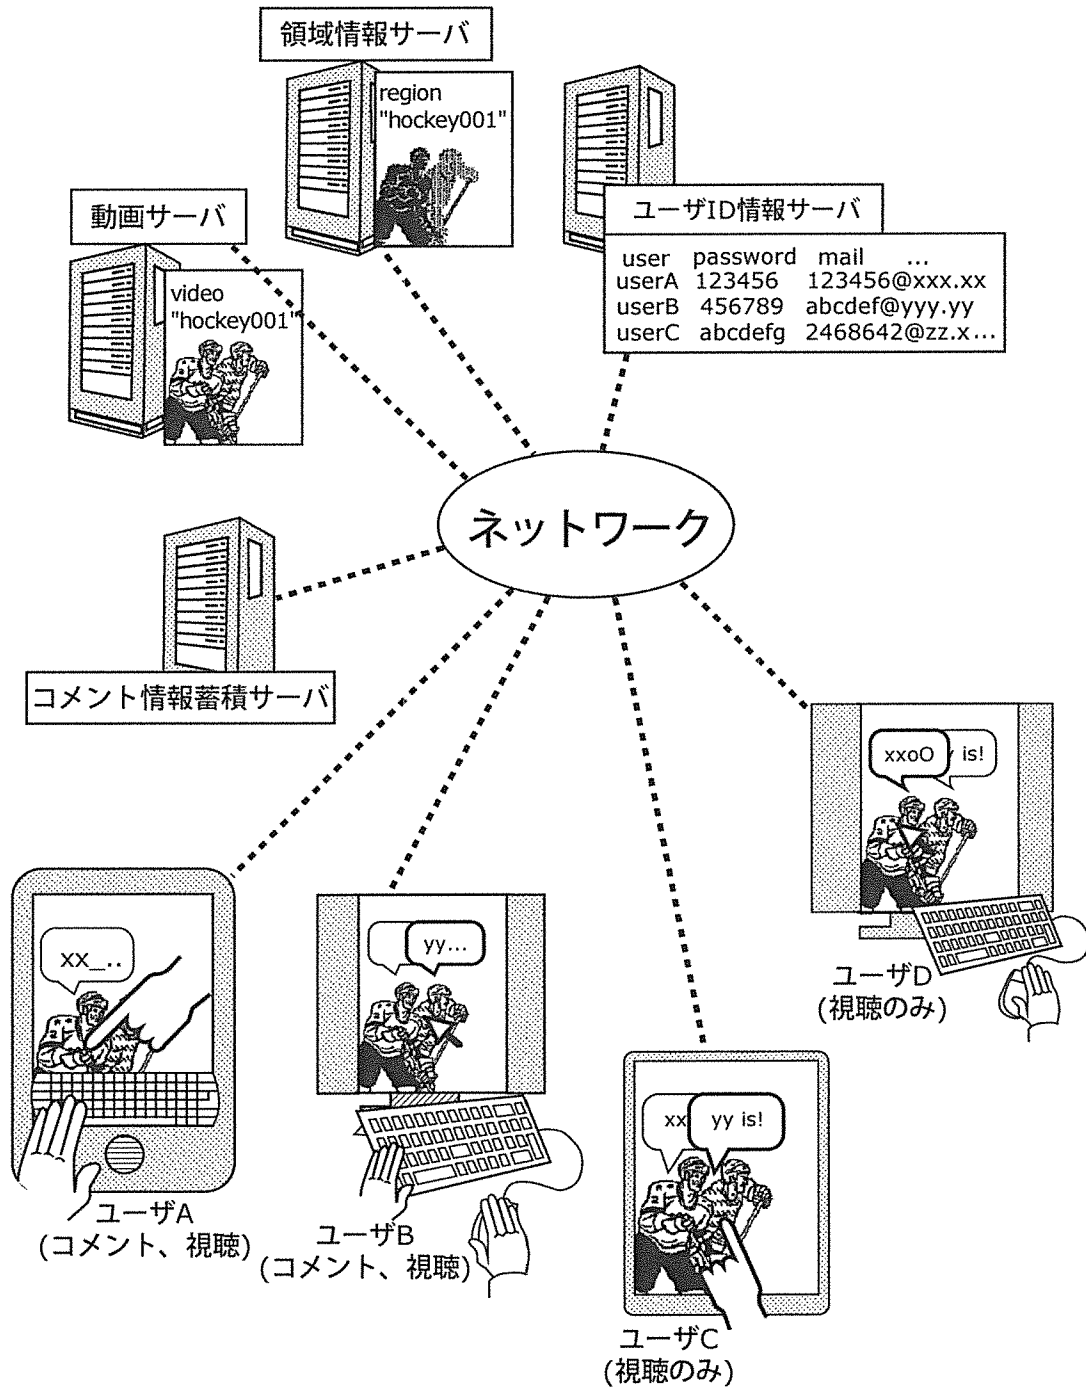 領域情報サーバ
region
"hockey001"
動画サーバ
video
"hockey001"
ユーザID情報サーバ
user password mail ...
userA 123456 123456@xxx.xx
userB 456789 abcdef@yyy.yy
userC abcdefg 2468642@zz.x...
ネットワーク
コメント情報蓄積サーバ
xxoO
y is!
ユーザD
(視聴のみ)
xx_..
ユーザA
(コメント、視聴)
yy...
ユーザB
(コメント、視聴)
xx
yy is!
ユーザC
(視聴のみ)